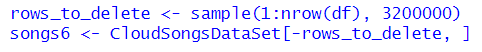 rows_to_delete <- sample(1:nrow(df), 3200000)
songs6 <- CloudSongsDataSet[-rows_to_delete, ]